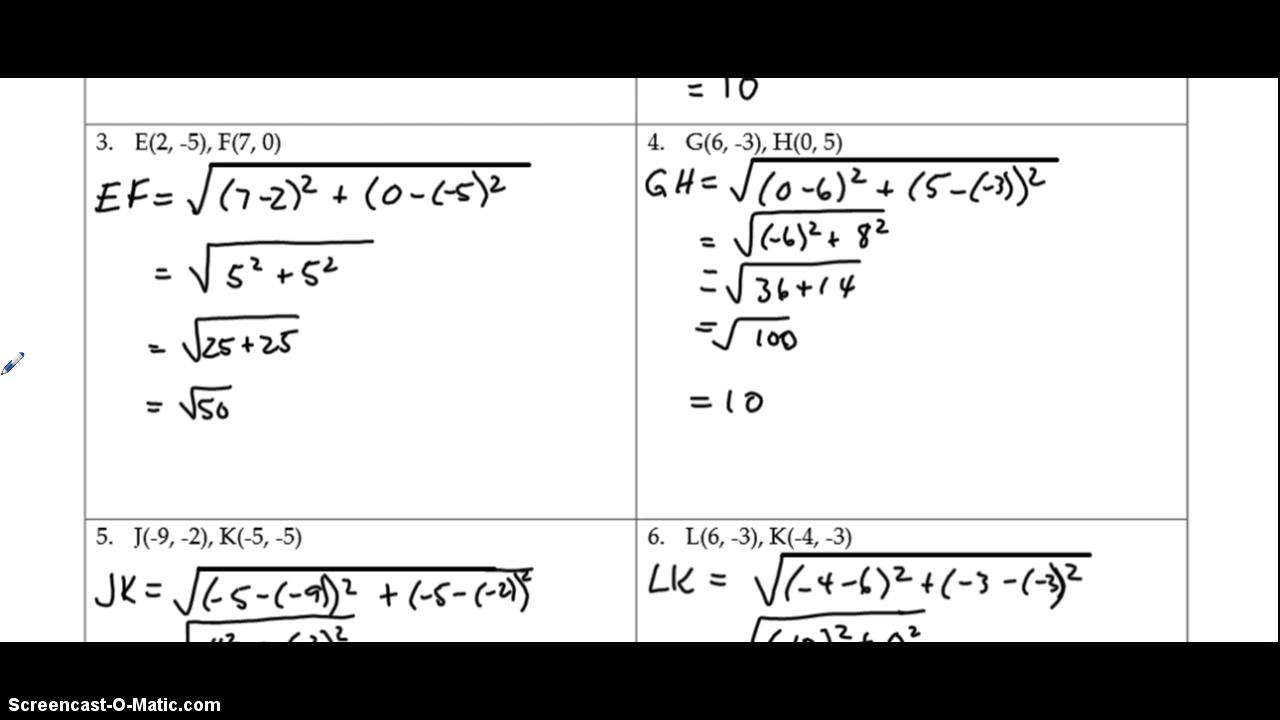 = 10
3. E(2, -5), F(7, 0)
EF = √(7-2)² + (0-(-5)²
= √5² + 5²
= √25 + 25
= √50
4. G(6, -3), H(0, 5)
GH = √(0-6)² + (5-(-3))²
= √(-6)² + 8²
= √36+14
= √100
= 10
5. J(-9, -2), K(-5, -5)
JK = √(-5-(-9))² + (-5-(-2))²
6. L(6, -3), K(-4, -3)
LK = √(-4-6)² + (-3-(-3)²
Screencast-O-Matic.com